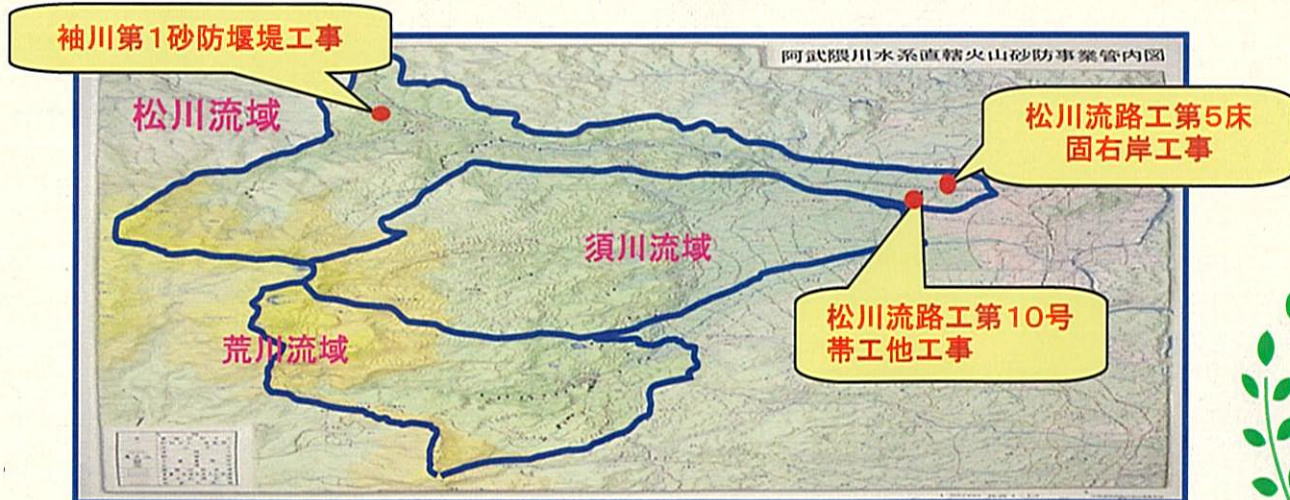 袖川第1砂防堰堤工事
阿武隈川水系直轄火山砂防事業管内図
松川流域
松川流路工第5床
固右岸工事
須川流域
松川流路工第10号
帯工他工事
荒川流域